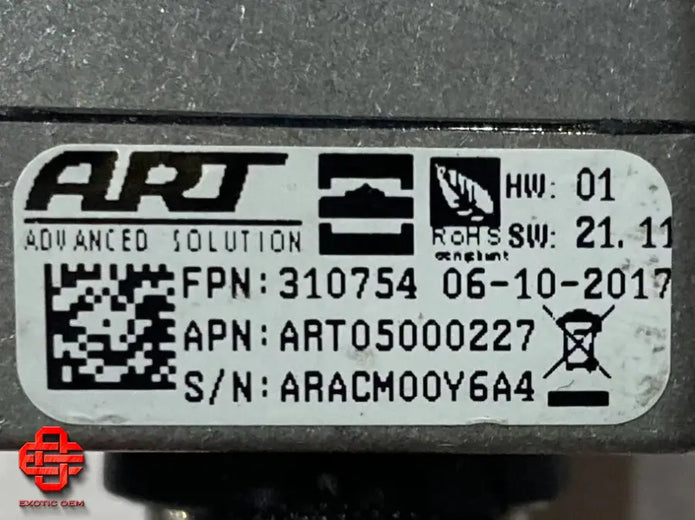 ART
ADVANCED SOLUTION
RoHS
compliant
HW: 01
SW: 21.11
FPN:310754 06-10-2017
APN:ART05000227
S/N:ARACM00Y6A4
EXOTIC OEM